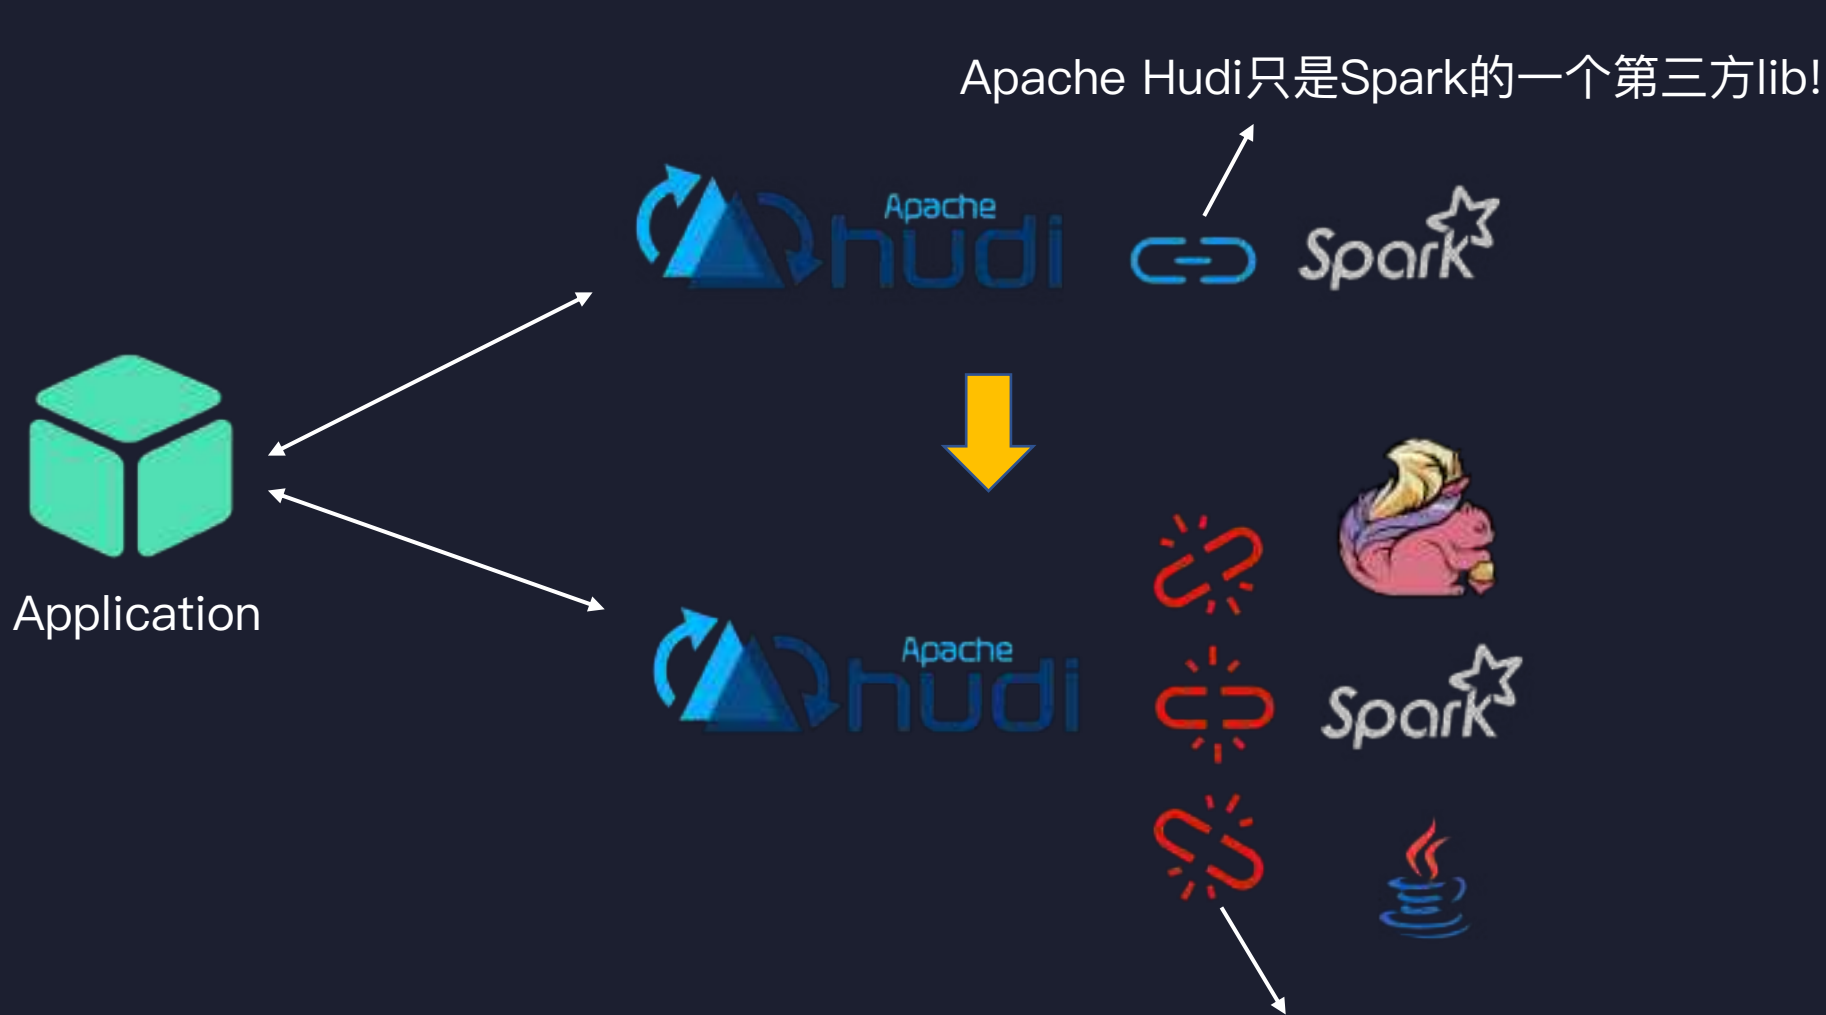 Apache Hudi只是Spark的一个第三方lib!
Apache
hudi
Spark
Application
Apache
hudi
Spark